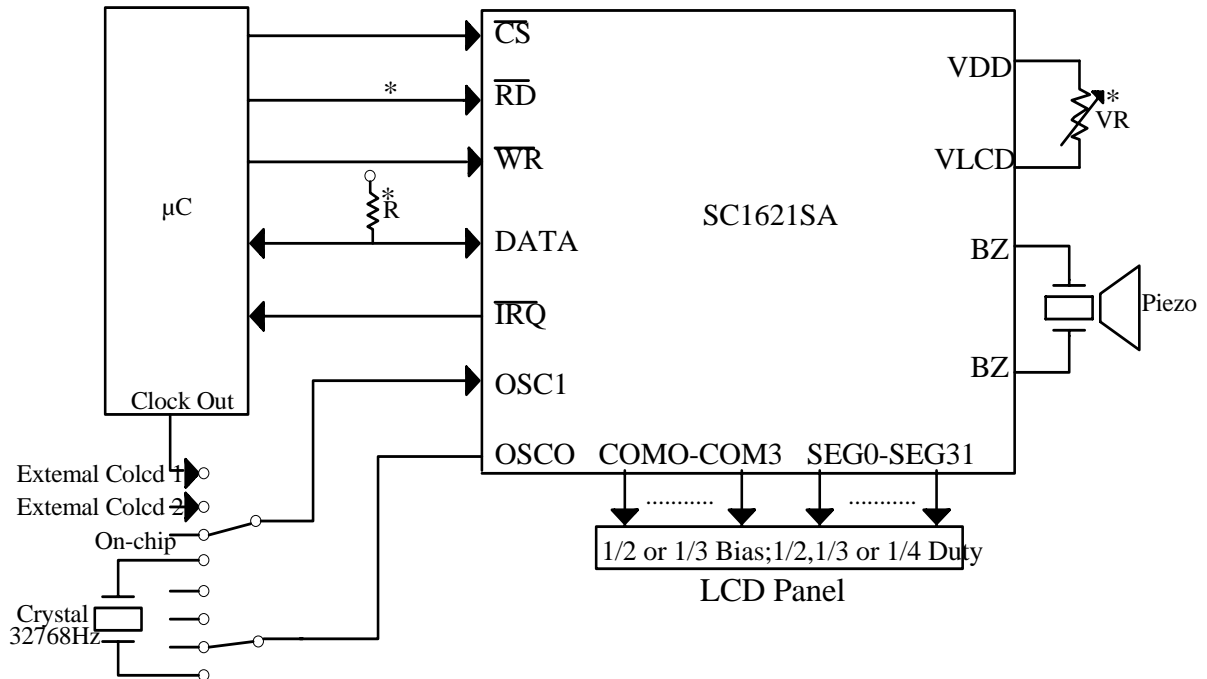 μC
Clock Out
CS
RD
WR
DATA
IRQ
OSC1
OSCO
*
*
R
SC1621SA
VDD
VLCD
BZ
BZ
*
VR
Piezo
COMO-COM3
SEG0-SEG31
............
............
1/2 or 1/3 Bias;1/2,1/3 or 1/4 Duty
LCD Panel
Extemal Colcd 1
Extemal Colcd 2
On-chip
Crystal
32768Hz